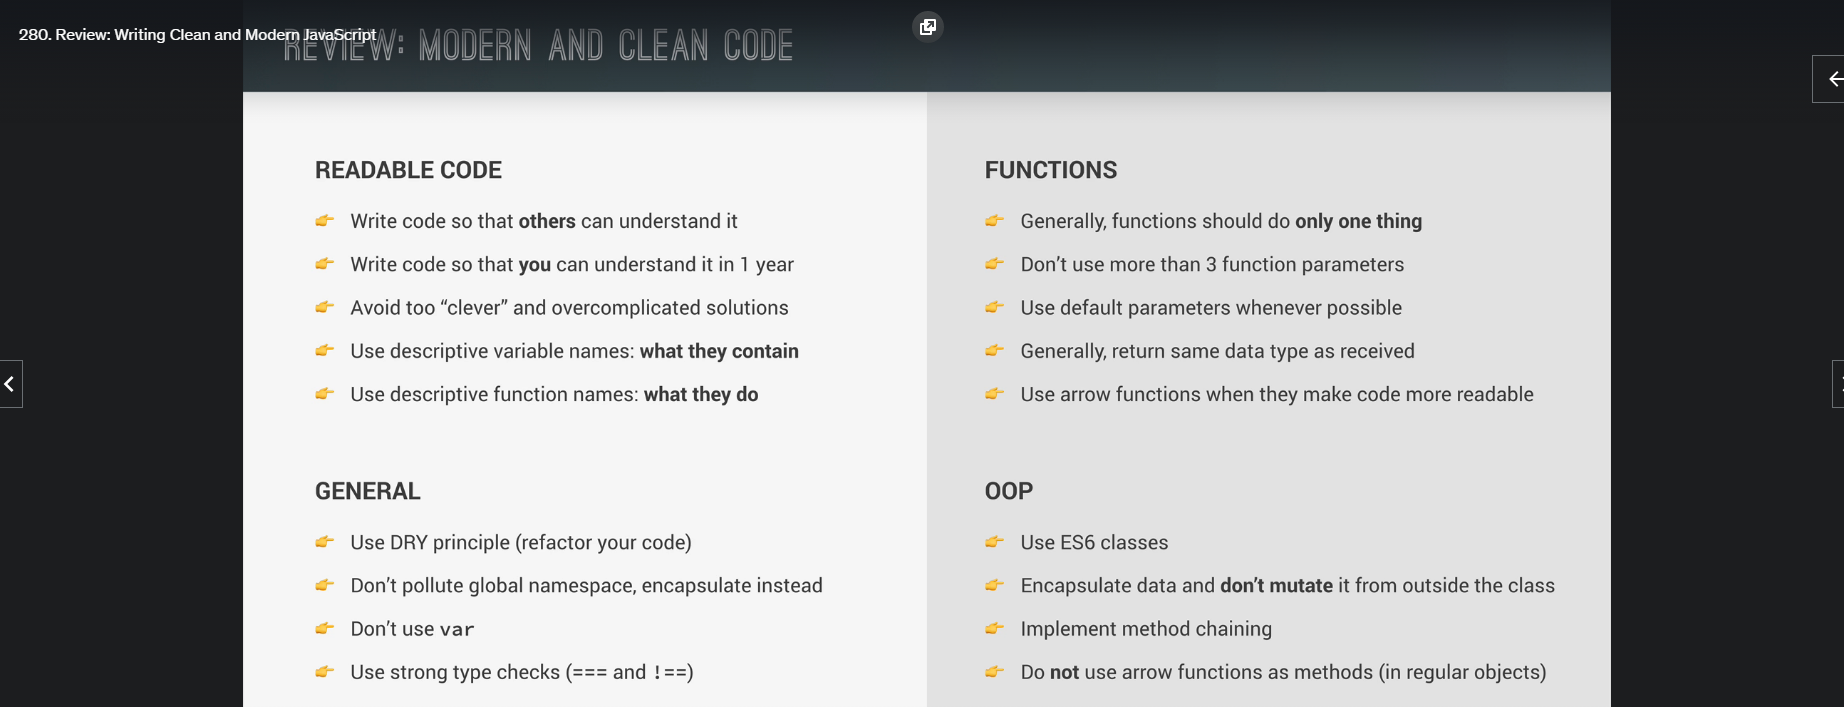 280. Review: Writing Clean and Modern JavaScript
REVIEW: MODERN AND CLEAN CODE
READABLE CODE
Write code so that others can understand it
Write code so that you can understand it in 1 year
Avoid too “clever” and overcomplicated solutions
Use descriptive variable names: what they contain
Use descriptive function names: what they do
GENERAL
Use DRY principle (refactor your code)
Don’t pollute global namespace, encapsulate instead
Don’t use var
Use strong type checks (=== and !==)
FUNCTIONS
Generally, functions should do only one thing
Don’t use more than 3 function parameters
Use default parameters whenever possible
Generally, return same data type as received
Use arrow functions when they make code more readable
OOP
Use ES6 classes
Encapsulate data and don’t mutate it from outside the class
Implement method chaining
Do not use arrow functions as methods (in regular objects)